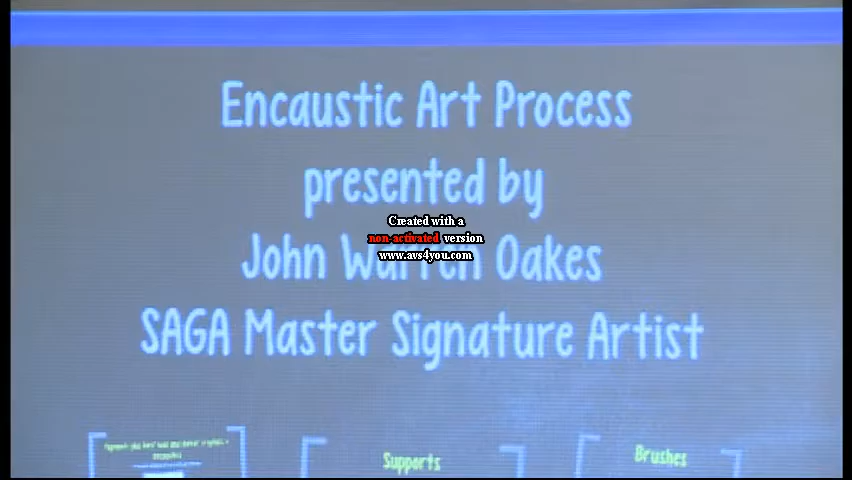 Encaustic Art Process
presented by
Created with a
non-activated version
www.avs4you.com
John Warren Oakes
SAGA Master Signature Artist
Supports
Brushes